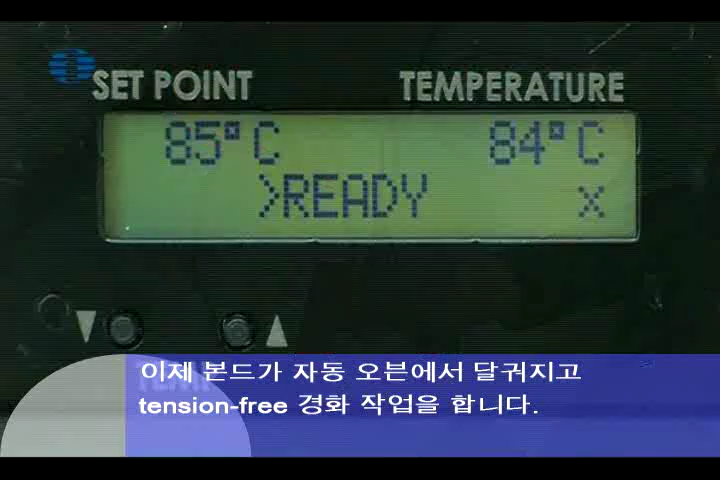 SET POINT TEMPERATURE
85°C 84°C
>READY x
이제 본드가 자동 오븐에서 달궈지고
tension-free 경화 작업을 합니다.